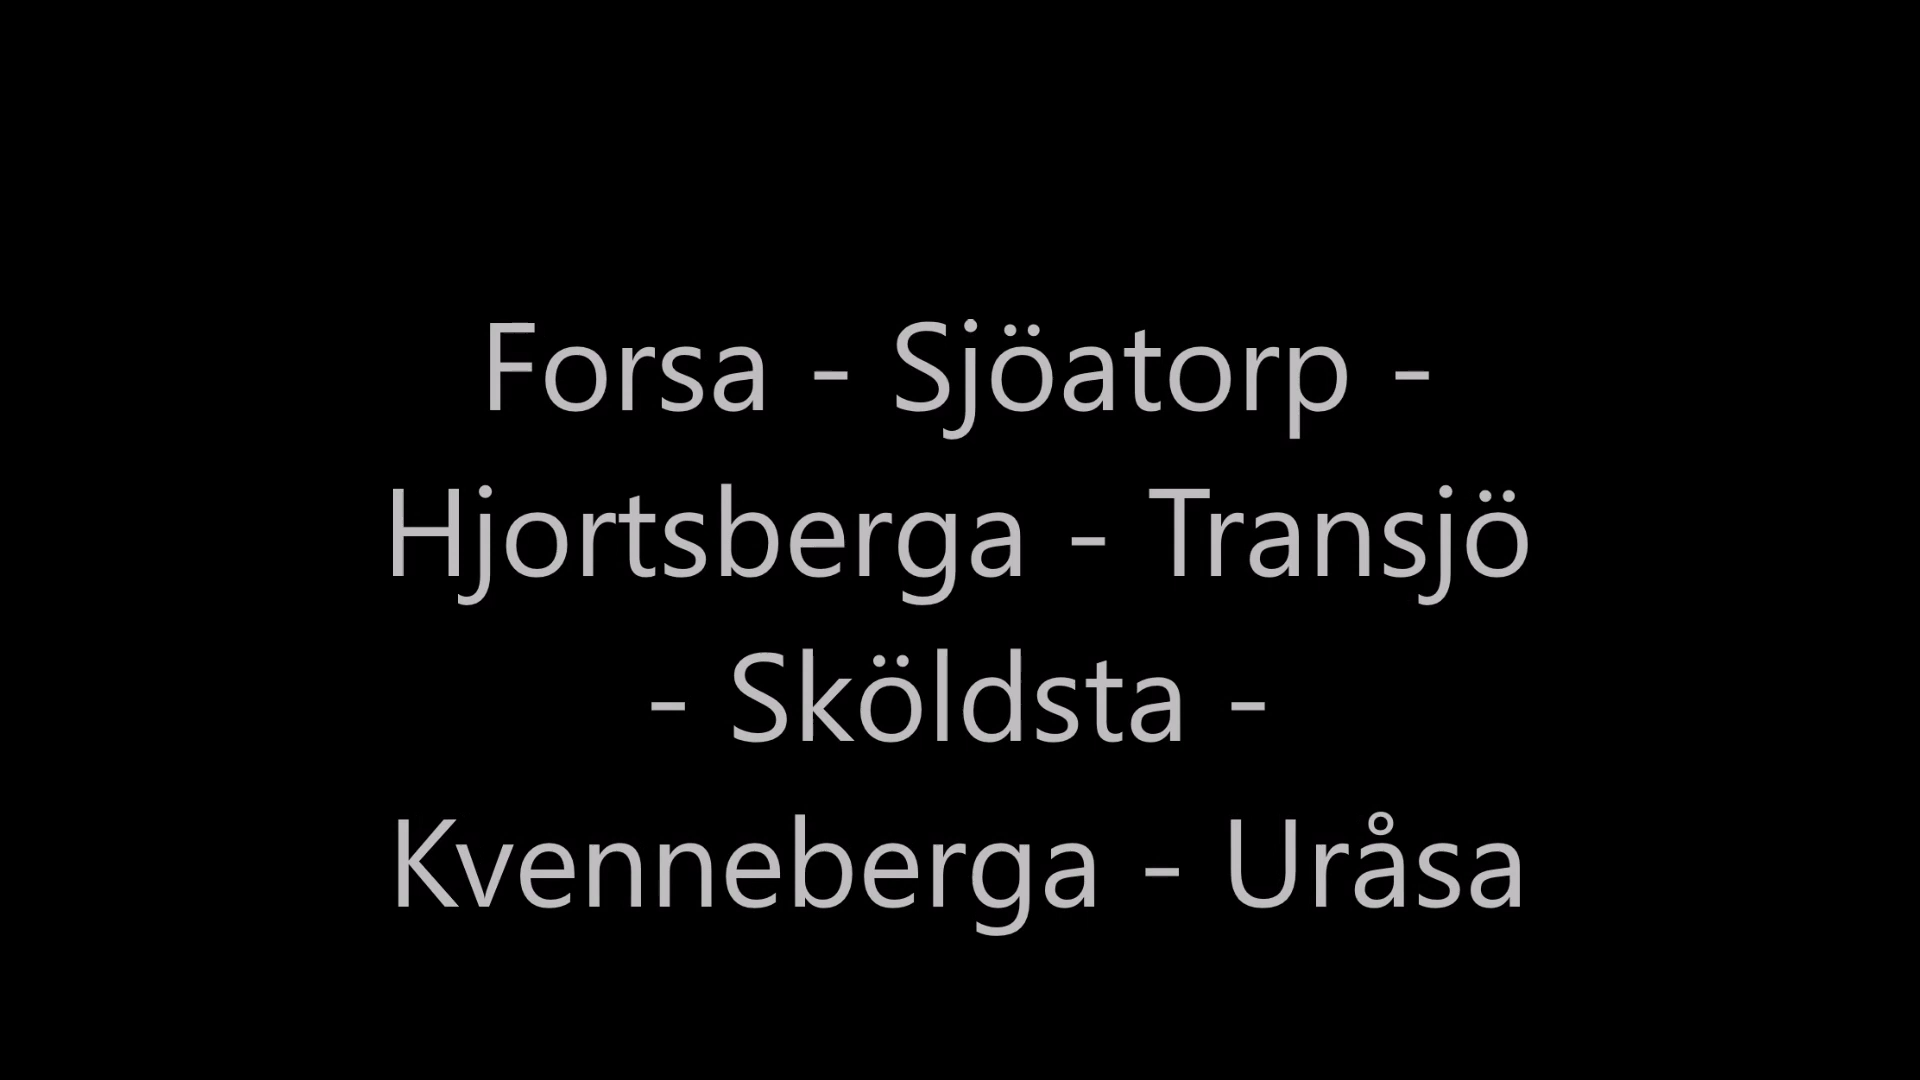 Forsa - Sjöatorp -
Hjortsberga - Transjö
- Sköldsta -
Kvenneberga - Uråsa